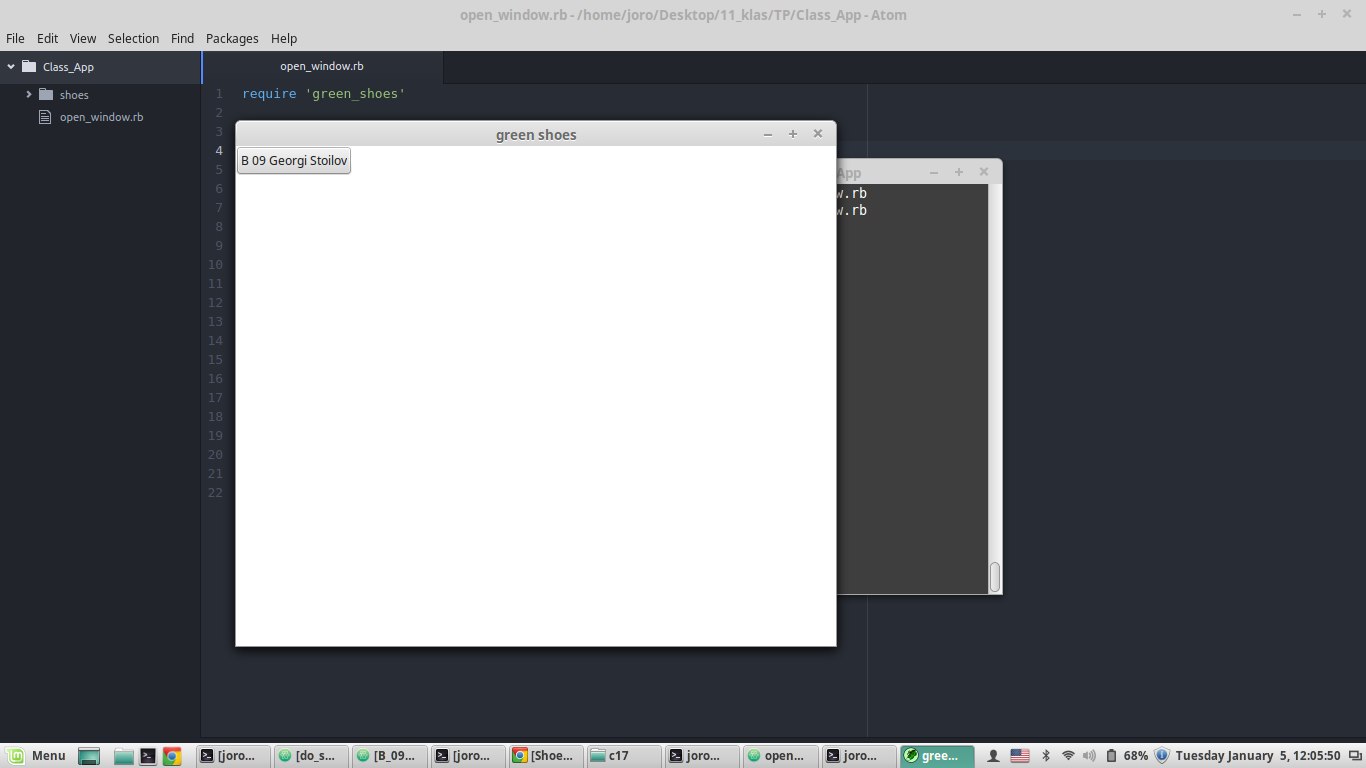 open_window.rb - /home/joro/Desktop/11_klas/TP/Class_App - Atom
File Edit View Selection Find Packages Help
Class_App
shoes
open_window.rb
open_window.rb
1 require 'green_shoes'
2
3
4
5
6
7
8
9
10
11
12
13
14
15
16
17
18
19
20
21
22
green shoes
B 09 Georgi Stoilov
App
w.rb
w.rb
Menu [joro... [do_s... [B_09... [joro... [Shoe... c17 joro... open... joro... gree... 68% Tuesday January 5, 12:05:50